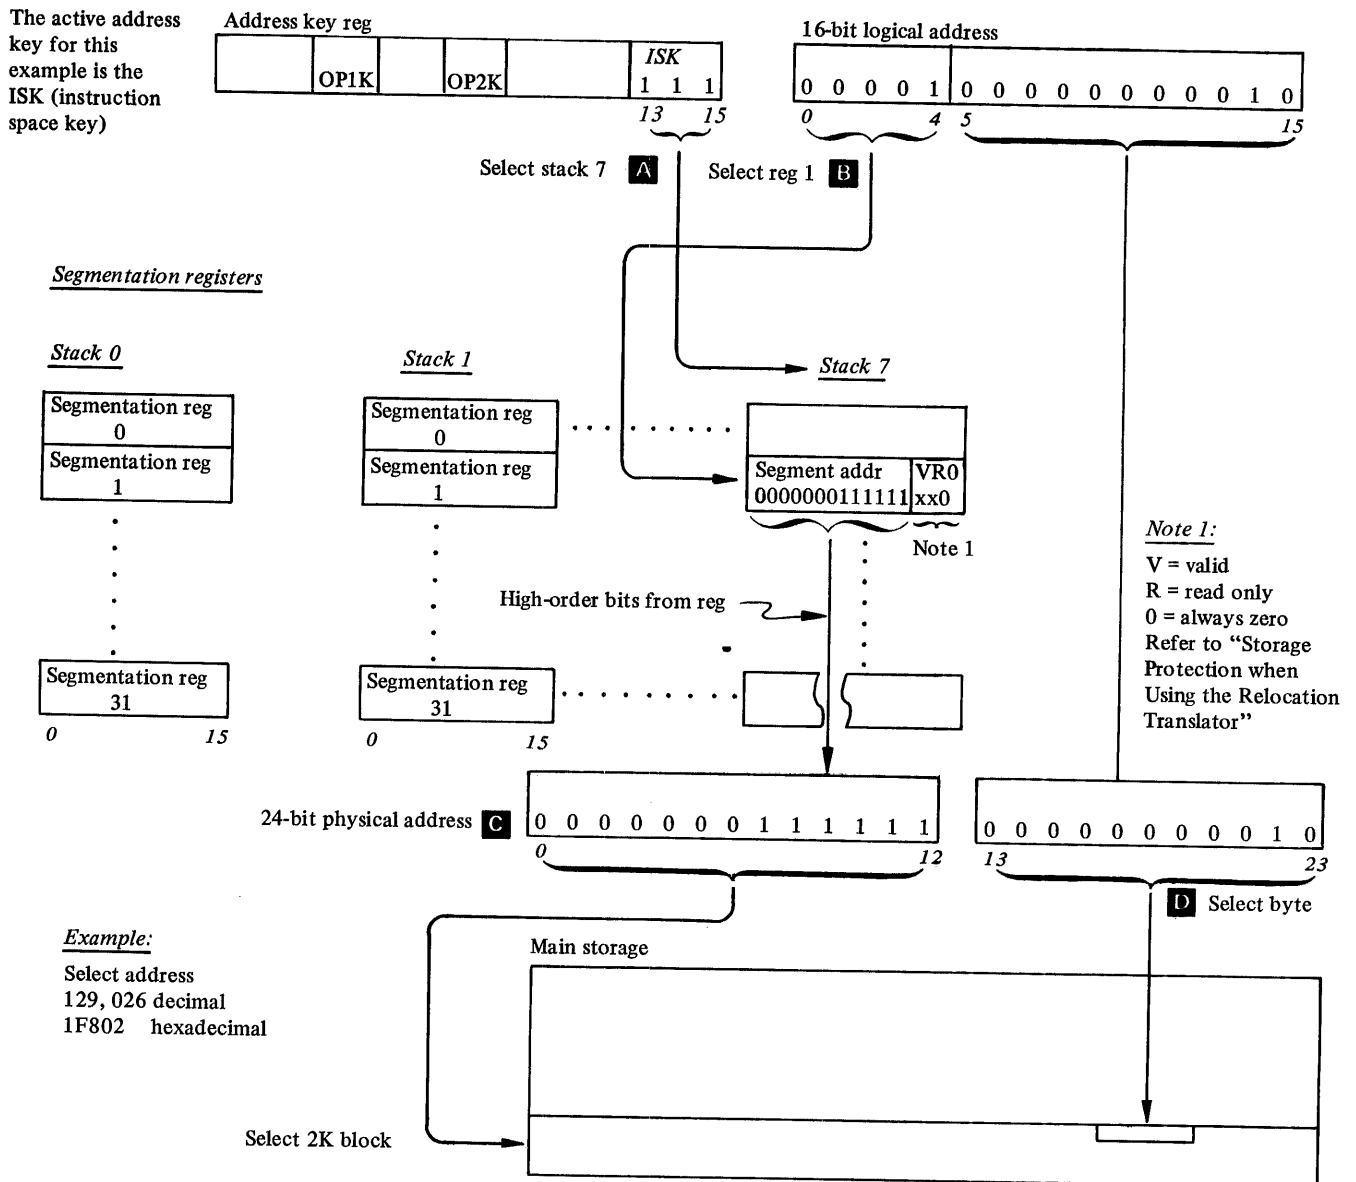 The active address
key for this
example is the
ISK (instruction
space key)
Address key reg
OP1K
OP2K
ISK
1 1 1
13 15
16-bit logical address
0 0 0 0 1 0 0 0 0 0 0 0 0 0 1 0
0 4 5 15
Select stack 7 A
Select reg 1 B
Segmentation registers
Stack 0
Segmentation reg
0
Segmentation reg
1
Segmentation reg
31
0 15
Stack 1
Segmentation reg
0
Segmentation reg
1
Segmentation reg
31
0 15
Stack 7
Segment addr VR0
0000000111111 xx0
Note 1
High-order bits from reg
Note 1:
V = valid
R = read only
0 = always zero
Refer to “Storage
Protection when
Using the Relocation
Translator”
24-bit physical address C
0 0 0 0 0 0 0 1 1 1 1 1 1
0 12
0 0 0 0 0 0 0 0 0 1 0
13 23
D Select byte
Example:
Select address
129, 026 decimal
1F802 hexadecimal
Main storage
Select 2K block